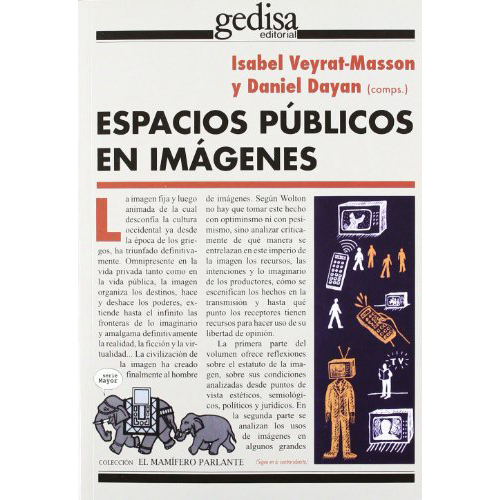 gedisa
editorial
Isabel Veyrat-Masson
y Daniel Dayan (comps.)
ESPACIOS PÚBLICOS
EN IMÁGENES
La imagen fija y luego
animada de la cual
desconfía la cultura
occidental ya desde
la época de los grie-
gos, ha triunfado definitiva-
mente. Omnipresente en la
vida privada tanto como en
la vida pública, la imagen
organiza los destinos, hace
y deshace los poderes, ex-
tiende hasta el infinito las
fronteras de lo imaginario
y amalgama definitivamente
la realidad, la ficción y la vir-
tualidad... La civilización de
la imagen ha creado
finalmente al hombre
de imágenes. Según Wolton
no hay que tomar este hecho
con optiminismo ni con pesi-
mismo, sino analizar crítica-
mente de qué manera se
entrelazan en este imperio de
la imagen los recursos, las
intenciones y el imaginario
de los productores, cómo se
escenifican los hechos en la
transmisión y hasta qué
punto los receptores tienen
recursos para hacer uso de su
libertad de opinión.
La primera parte del
volumen ofrece reflexiones
sobre el estatuto de la ima-
gen, sobre sus condiciones
analizadas desde puntos de
vista estéticos, semiológi-
cos, políticos y jurídicos. En
la segunda parte se
analizan los usos
de imágenes en
algunos grandes
(Sigue en la contracubierta)
serie
Mayor
COLECCIÓN EL MAMÍFERO PARLANTE
TV